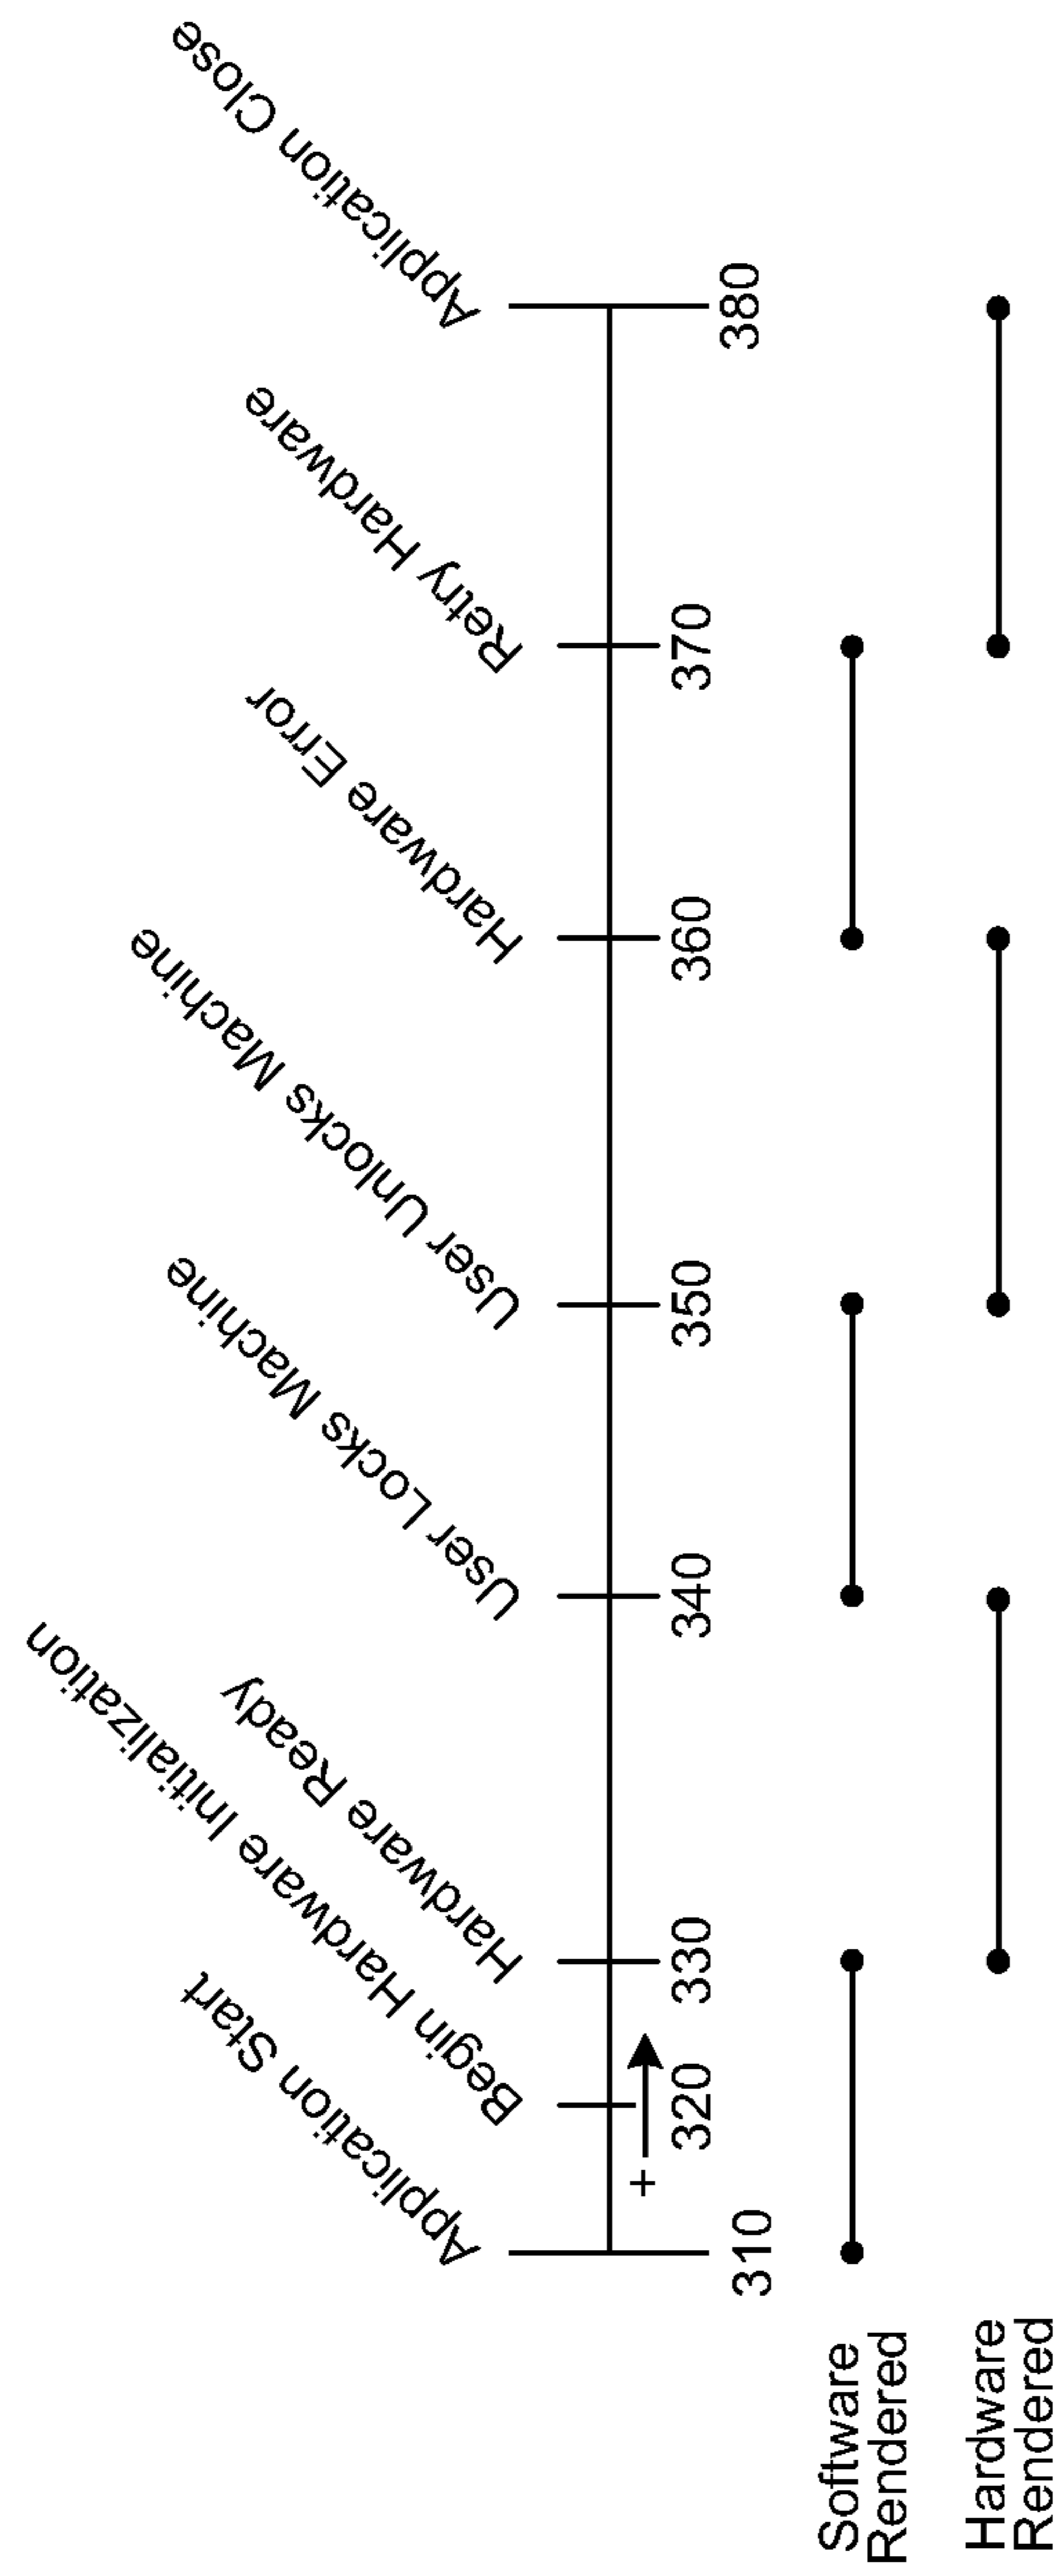 Application Start
Begin Hardware Initialization
Hardware Ready
User Locks Machine
User Unlocks Machine
Hardware Error
Retry Hardware
Application Close
+
310
320
330
340
350
360
370
380
Software
Rendered
Hardware
Rendered